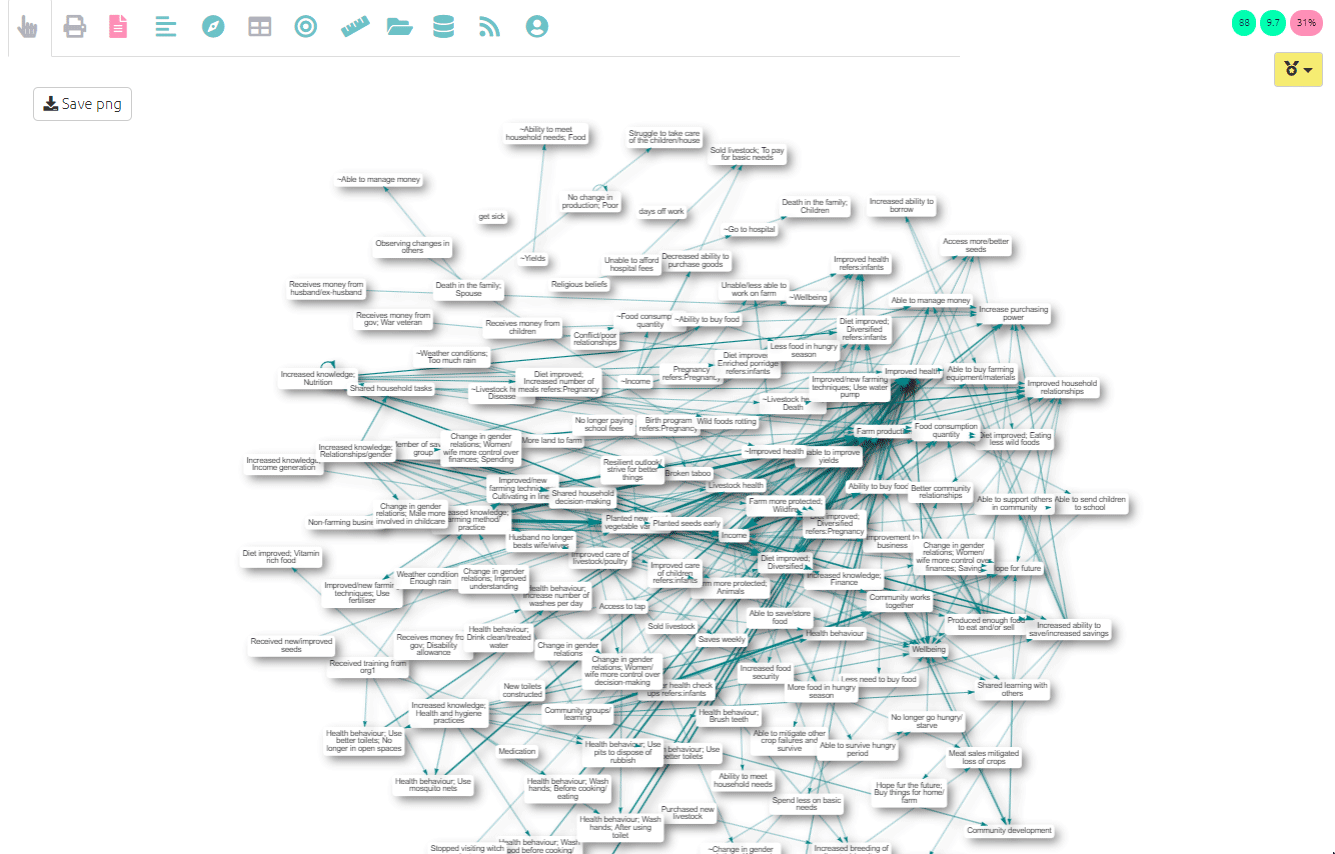 88 9.7 31%
Save png
~Ability to meet
household needs; Food
Struggle to take care
of the children/house
Sold livestock; To pay
for basic needs
~Able to manage money
No change in
production; Poor
get sick
days off work
Death in the family;
Children
Increased ability to
borrow
~Go to hospital
Observing changes in
others
Access more/better
seeds
~Yields
Unable to afford
hospital fees
Decreased ability to
purchase goods
Improved health
refers:infants
Receives money from
husband/ex-husband
Death in the family;
Spouse
Religious beliefs
Unable/less able to
work on farm
~Wellbeing
Able to manage money
Increase purchasing
power
Receives money from
gov; War veteran
Receives money from
children
~Food consump
quantity
~Ability to buy food
Diet improved;
Diversified
refers:infants
Conflict/poor
relationships
Less food in hungry
season
~Weather conditions;
Too much rain
Diet improved;
Increased number of
meals refers:Pregnancy
Pregnancy
refers:Pregnancy
Diet improve
Enriched porridge
refers:infants
Improved health
Able to buy farming
equipment/materials
Increased knowledge;
Nutrition
Shared household tasks
~Livestock he
Disease
~Income
Improved/new farming
techniques; Use water
pump
Improved household
relationships
~Livestock he
Death
No longer paying
school fees
Birth program
refers:Pregnancy
Wild foods rotting
Farm product
Food consumption
quantity
Diet improved; Eating
less wild foods
Increased knowledge;
Relationships/gender
Member of sav
group
Change in gender
relations; Women/
wife more control over
finances; Spending
More land to farm
~Improved health
able to improve
yields
Increased knowledge;
Income generation
Resilient outlook/
strive for better
things
Broken taboo
Livestock health
Ability to buy food
Better community
relationships
Improved/new
farming technique
Cultivating in line
Shared household
decision-making
Farm more protected;
Wildfire
Able to support others
in community
Able to send children
to school
Non-farming busine
Change in gender
relations; Male more
involved in childcare
eased knowledge;
arming method/
practice
Planted new
vegetable va
Planted seeds early
Income
Diversified
refers:Pregnancy
Husband no longer
beats wife/wives
Improvement to
business
Diet improved; Vitamin
rich food
Improved care of
livestock/poultry
Diet improved;
Diversified
Change in gender
relations; Women/
wife more control over
finances; Saving
ope for future
Improved/new farmin
techniques; Use
fertiliser
Weather condition
Enough rain
Change in gender
relations; Improved
understanding
Improved care
of children
refers:infants
rm more protected;
Animals
Increased knowledge;
Finance
Health behaviour;
Increase number of
washes per day
Access to tap
Community works
together
Able to save/store
food
Produced enough food
to eat and/or sell
Increased ability to
save/increased savings
Received new/improved
seeds
Receives money fro
gov; Disability
allowance
Health behaviour;
Drink clean/treated
water
Sold livestock
Saves weekly
Health behaviour
Change in gender
relations
Wellbeing
Received training from
org1
Change in gender
relations; Women/
wife more control over
decision-making
or health check
ups refers:infants
Increased food
security
Less need to buy food
More food in hungry
season
Shared learning with
others
New toilets
constructed
Increased knowledge;
Health and hygiene
practices
Community groups/
learning
Health behaviour;
Brush teeth
No longer go hungry/
starve
Health behaviour; Use
better toilets; No
longer in open spaces
Medication
Health behaviour; Use
pits to dispose of
rubbish
behaviour; Use
etter toilets
Able to mitigate other
crop failures and
survive
Able to survive hungry
period
Meat sales mitigated
loss of crops
Health behaviour; Use
mosquito nets
Health behaviour; Wash
hands; Before cooking/
eating
Ability to meet
household needs
Hope fur the future;
Buy things for home/
farm
Spend less on basic
needs
Purchased new
livestock
Health behaviour; Wash
hands; After using
toilet
Community development
Stopped visiting witch
Health behaviour; Wash
ood before cooking/
~Change in gender
Increased breeding of